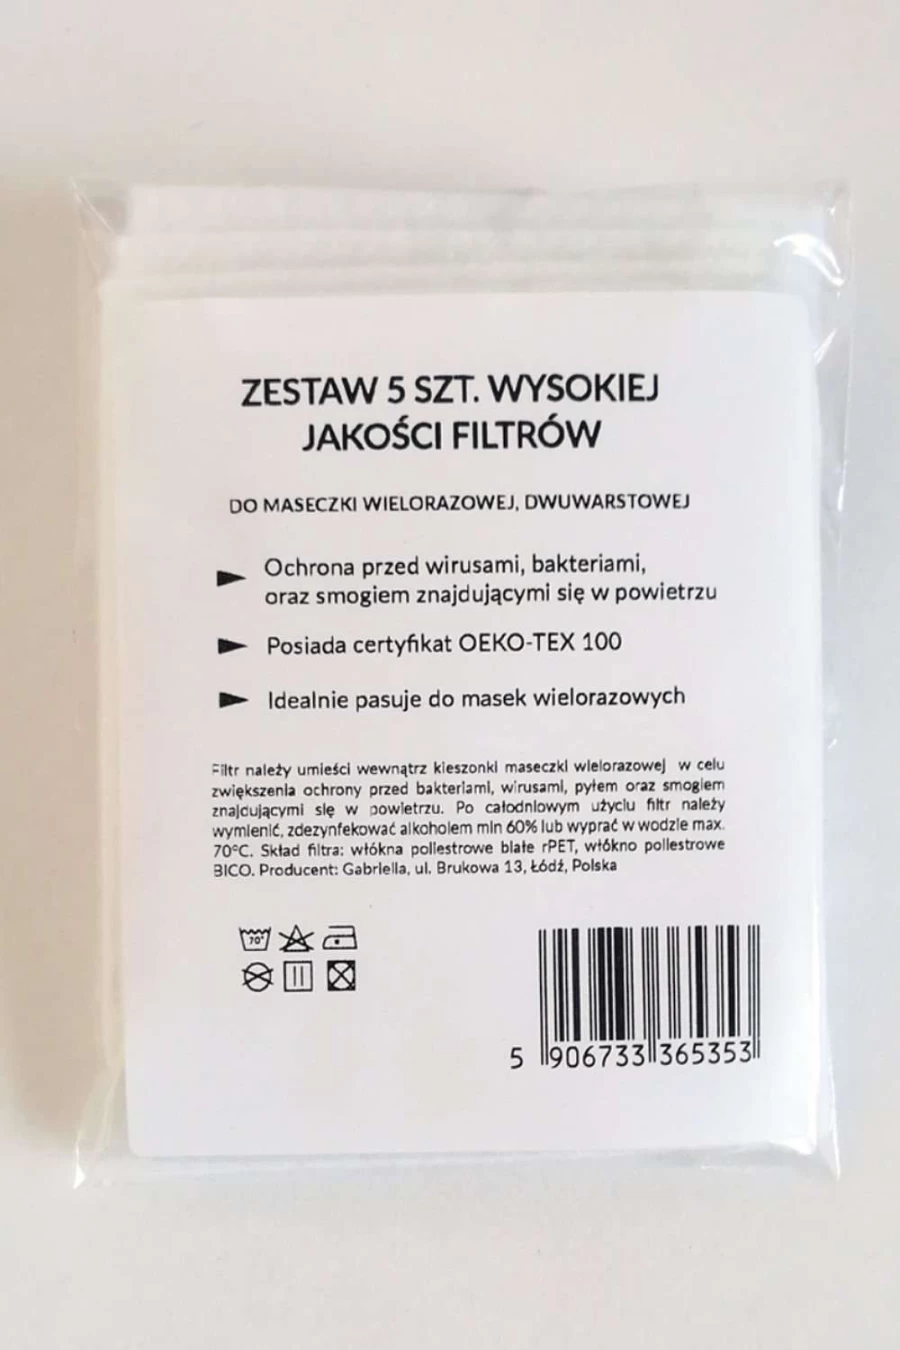 ZESTAW 5 SZT. WYSOKIEJ
JAKOŚCI FILTRÓW
DO MASECZKI WIELORAZOWEJ, DWUWARSTOWEJ
Ochrona przed wirusami, bakteriami,
oraz smogiem znajdującymi się w powietrzu
Posiada certyfikat OEKO-TEX 100
Idealnie pasuje do masek wielorazowych
Filtr należy umieści wewnątrz kieszonki maseczki wielorazowej w celu
zwiększenia ochrony przed bakteriami, wirusami, pyłem oraz smogiem
znajdującymi się w powietrzu. Po całodniowym użyciu filtr należy
wymienić, zdezynfekować alkoholem min 60% lub wyprać w wodzie max.
70°C. Skład filtra: włókna poliestrowe białe rPET, włókno poliestrowe
BICO. Producent: Gabriella, ul. Brukowa 13, Łódź, Polska
70°
5 906733 365353